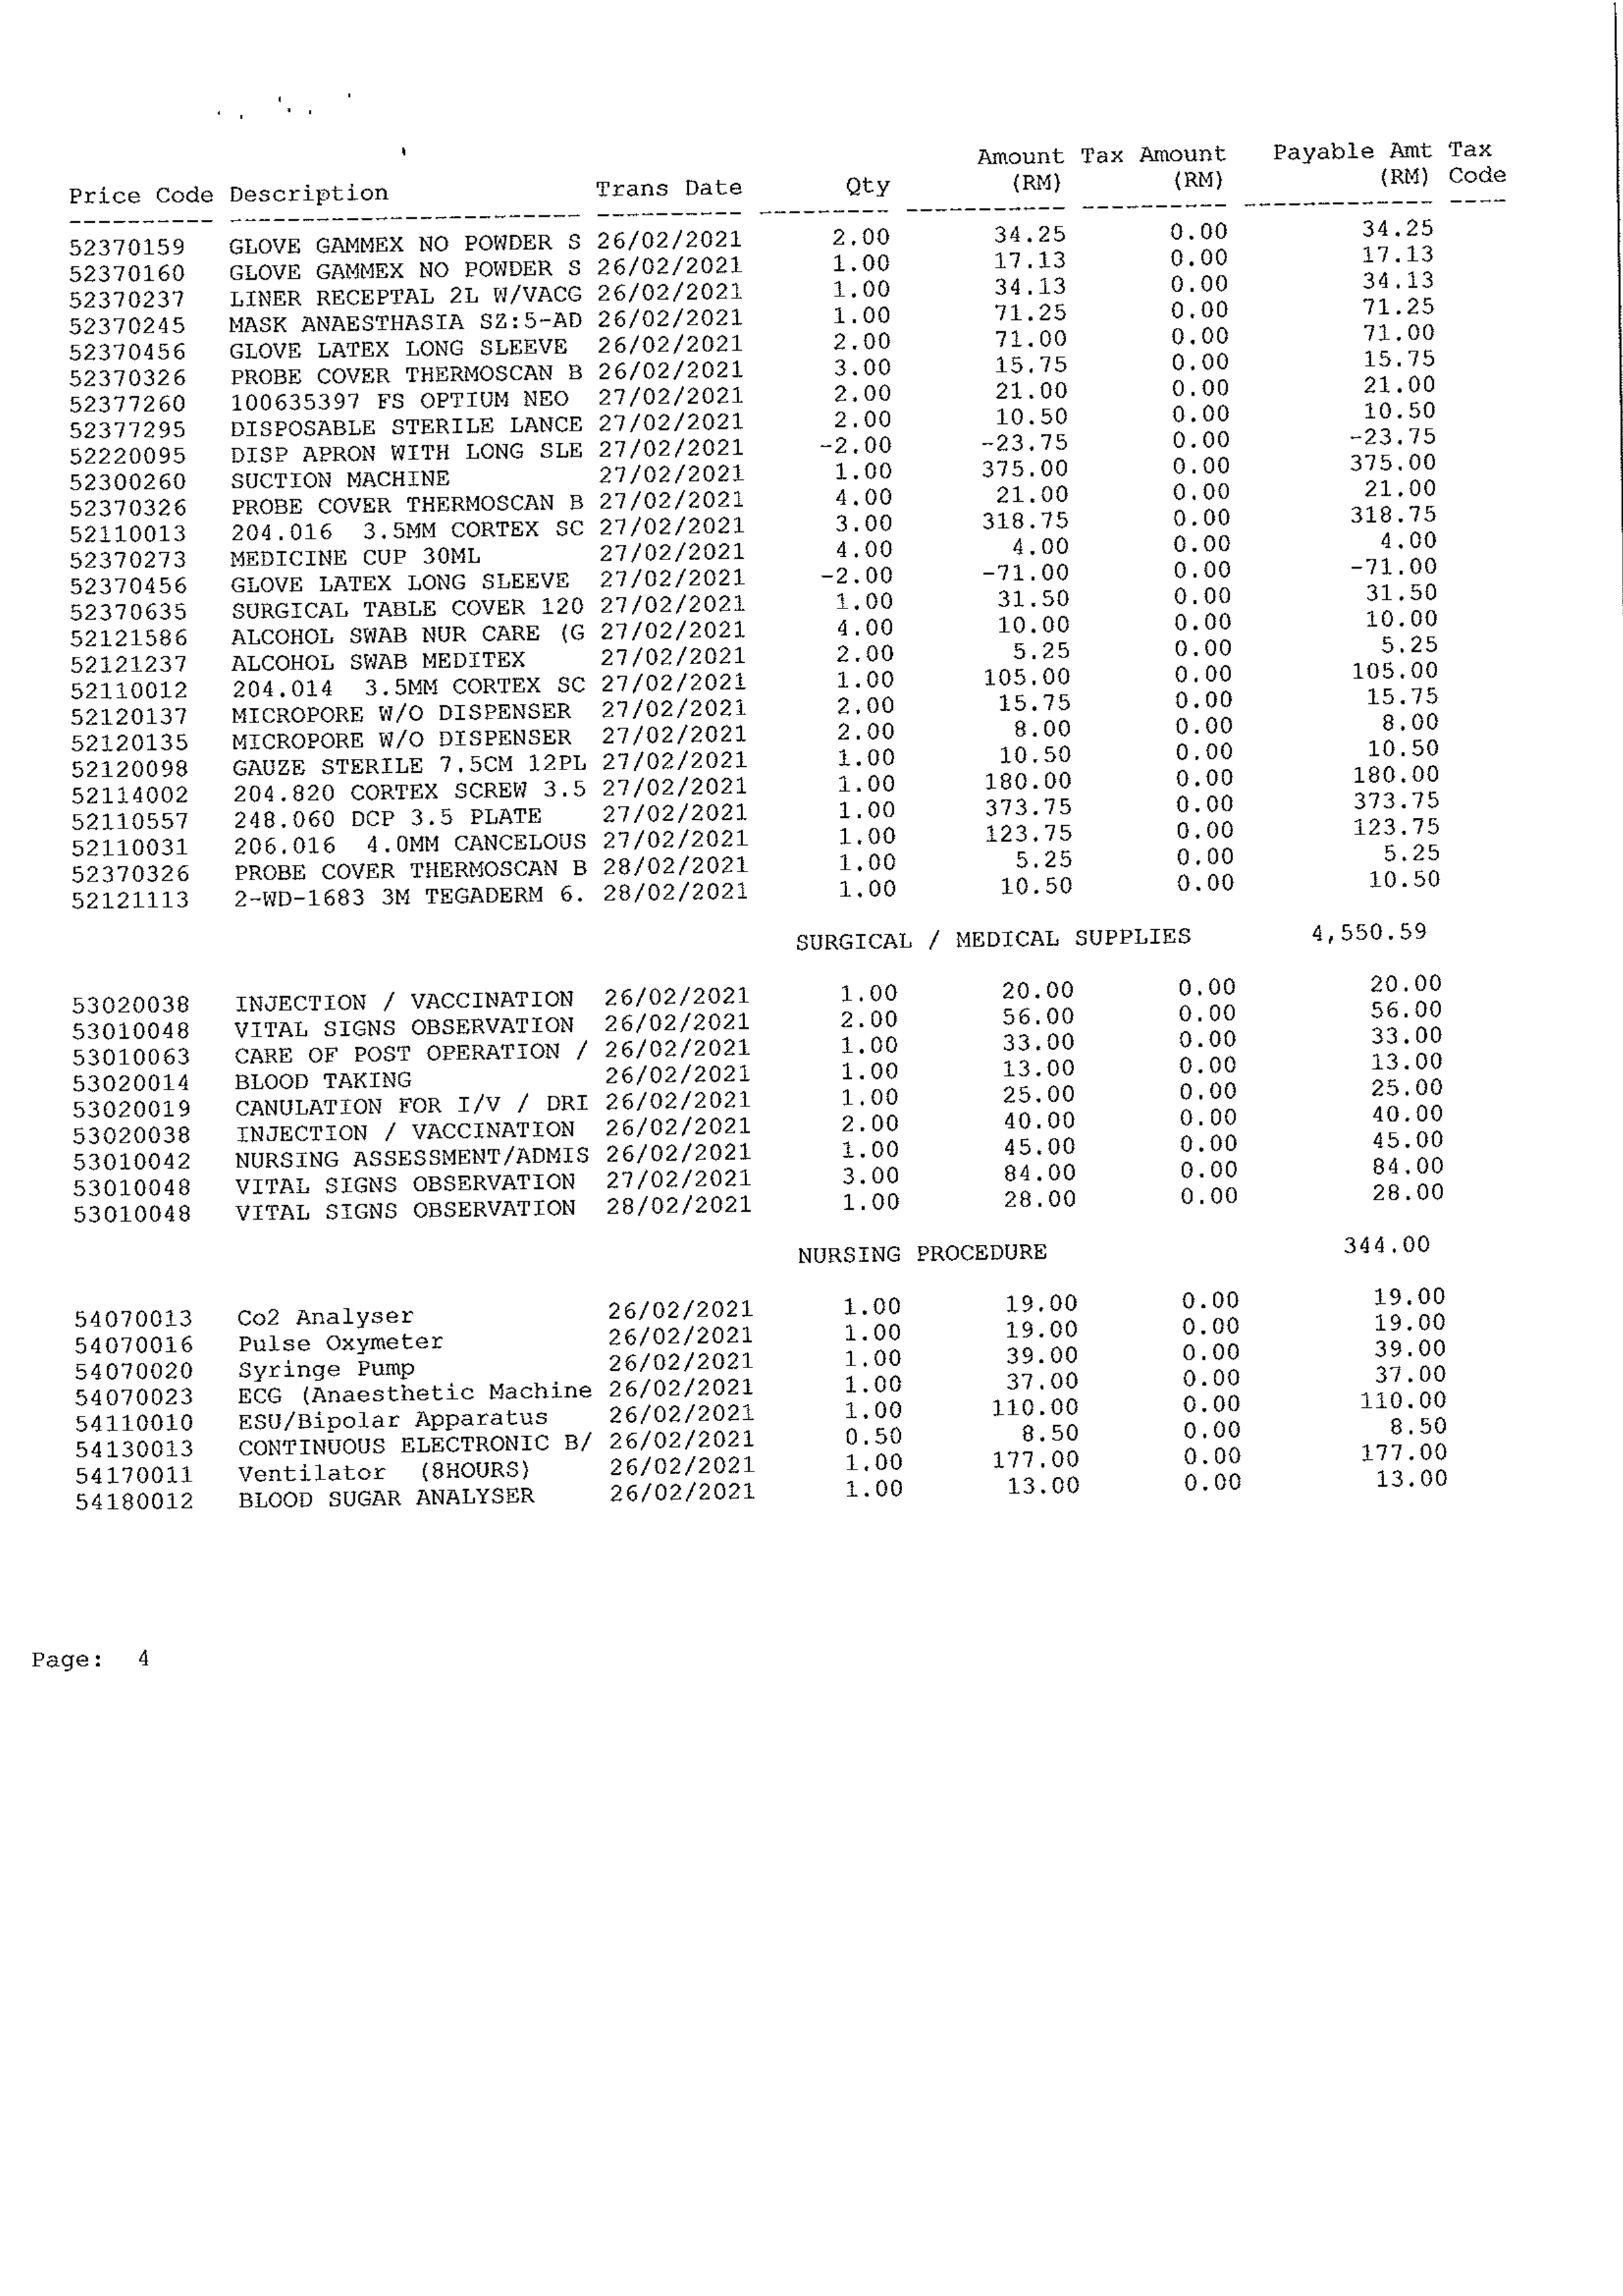 Amount Tax Amount Payable Amt Tax
Price Code Description Trans Date Qty (RM) (RM) (RM) Code
52370159 GLOVE GAMMEX NO POWDER S 26/02/2021 2.00 34.25 0.00 34.25
52370160 GLOVE GAMMEX NO POWDER S 26/02/2021 1.00 17.13 0.00 17.13
52370237 LINER RECEPTAL 2L W/VACG 26/02/2021 1.00 34.13 0.00 34.13
52370245 MASK ANAESTHASIA SZ:5-AD 26/02/2021 1.00 71.25 0.00 71.25
52370456 GLOVE LATEX LONG SLEEVE 26/02/2021 2.00 71.00 0.00 71.00
52370326 PROBE COVER THERMOSCAN B 26/02/2021 3.00 15.75 0.00 15.75
52377260 100635397 FS OPTIUM NEO 27/02/2021 2.00 21.00 0.00 21.00
52377295 DISPOSABLE STERILE LANCE 27/02/2021 2.00 10.50 0.00 10.50
52220095 DISP APRON WITH LONG SLE 27/02/2021 -2.00 -23.75 0.00 -23.75
52300260 SUCTION MACHINE 27/02/2021 1.00 375.00 0.00 375.00
52370326 PROBE COVER THERMOSCAN B 27/02/2021 4.00 21.00 0.00 21.00
52110013 204.016 3.5MM CORTEX SC 27/02/2021 3.00 318.75 0.00 318.75
52370273 MEDICINE CUP 30ML 27/02/2021 4.00 4.00 0.00 4.00
52370456 GLOVE LATEX LONG SLEEVE 27/02/2021 -2.00 -71.00 0.00 -71.00
52370635 SURGICAL TABLE COVER 120 27/02/2021 1.00 31.50 0.00 31.50
52121586 ALCOHOL SWAB NUR CARE (G 27/02/2021 4.00 10.00 0.00 10.00
52121237 ALCOHOL SWAB MEDITEX 27/02/2021 2.00 5.25 0.00 5.25
52110012 204.014 3.5MM CORTEX SC 27/02/2021 1.00 105.00 0.00 105.00
52120137 MICROPORE W/O DISPENSER 27/02/2021 2.00 15.75 0.00 15.75
52120135 MICROPORE W/O DISPENSER 27/02/2021 2.00 8.00 0.00 8.00
52120098 GAUZE STERILE 7.5CM 12PL 27/02/2021 1.00 10.50 0.00 10.50
52114002 204.820 CORTEX SCREW 3.5 27/02/2021 1.00 180.00 0.00 180.00
52110557 248.060 DCP 3.5 PLATE 27/02/2021 1.00 373.75 0.00 373.75
52110031 206.016 4.0MM CANCELOUS 27/02/2021 1.00 123.75 0.00 123.75
52370326 PROBE COVER THERMOSCAN B 28/02/2021 1.00 5.25 0.00 5.25
52121113 2-WD-1683 3M TEGADERM 6. 28/02/2021 1.00 10.50 0.00 10.50
SURGICAL / MEDICAL SUPPLIES 4,550.59
53020038 INJECTION / VACCINATION 26/02/2021 1.00 20.00 0.00 20.00
53010048 VITAL SIGNS OBSERVATION 26/02/2021 2.00 56.00 0.00 56.00
53010063 CARE OF POST OPERATION / 26/02/2021 1.00 33.00 0.00 33.00
53020014 BLOOD TAKING 26/02/2021 1.00 13.00 0.00 13.00
53020019 CANULATION FOR I/V / DRI 26/02/2021 1.00 25.00 0.00 25.00
53020038 INJECTION / VACCINATION 26/02/2021 2.00 40.00 0.00 40.00
53010042 NURSING ASSESSMENT/ADMIS 26/02/2021 1.00 45.00 0.00 45.00
53010048 VITAL SIGNS OBSERVATION 27/02/2021 3.00 84.00 0.00 84.00
53010048 VITAL SIGNS OBSERVATION 28/02/2021 1.00 28.00 0.00 28.00
NURSING PROCEDURE 344.00
54070013 Co2 Analyser 26/02/2021 1.00 19.00 0.00 19.00
54070016 Pulse Oxymeter 26/02/2021 1.00 19.00 0.00 19.00
54070020 Syringe Pump 26/02/2021 1.00 39.00 0.00 39.00
54070023 ECG (Anaesthetic Machine 26/02/2021 1.00 37.00 0.00 37.00
54110010 ESU/Bipolar Apparatus 26/02/2021 1.00 110.00 0.00 110.00
54130013 CONTINUOUS ELECTRONIC B/ 26/02/2021 0.50 8.50 0.00 8.50
54170011 Ventilator (8HOURS) 26/02/2021 1.00 177.00 0.00 177.00
54180012 BLOOD SUGAR ANALYSER 26/02/2021 1.00 13.00 0.00 13.00
Page: 4